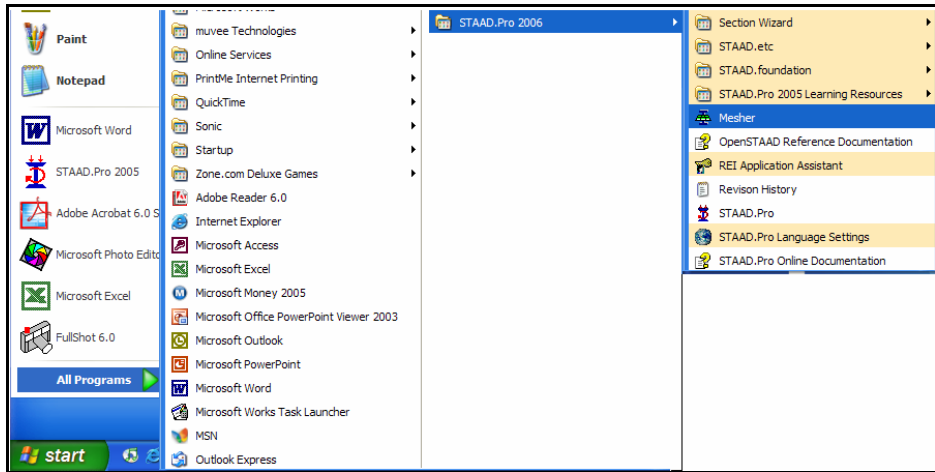 Paint
Notepad
Microsoft Word
STAAD.Pro 2005
Adobe Acrobat 6.0 S
Microsoft Photo Edito
Microsoft Excel
FullShot 6.0
All Programs
start
muvee Technologies
Online Services
PrintMe Internet Printing
QuickTime
Sonic
Startup
Zone.com Deluxe Games
Adobe Reader 6.0
Internet Explorer
Microsoft Access
Microsoft Excel
Microsoft Money 2005
Microsoft Office PowerPoint Viewer 2003
Microsoft Outlook
Microsoft PowerPoint
Microsoft Word
Microsoft Works Task Launcher
MSN
Outlook Express
STAAD.Pro 2006
Section Wizard
STAAD.etc
STAAD.foundation
STAAD.Pro 2005 Learning Resources
Mesher
OpenSTAAD Reference Documentation
REI Application Assistant
Revison History
STAAD.Pro
STAAD.Pro Language Settings
STAAD.Pro Online Documentation